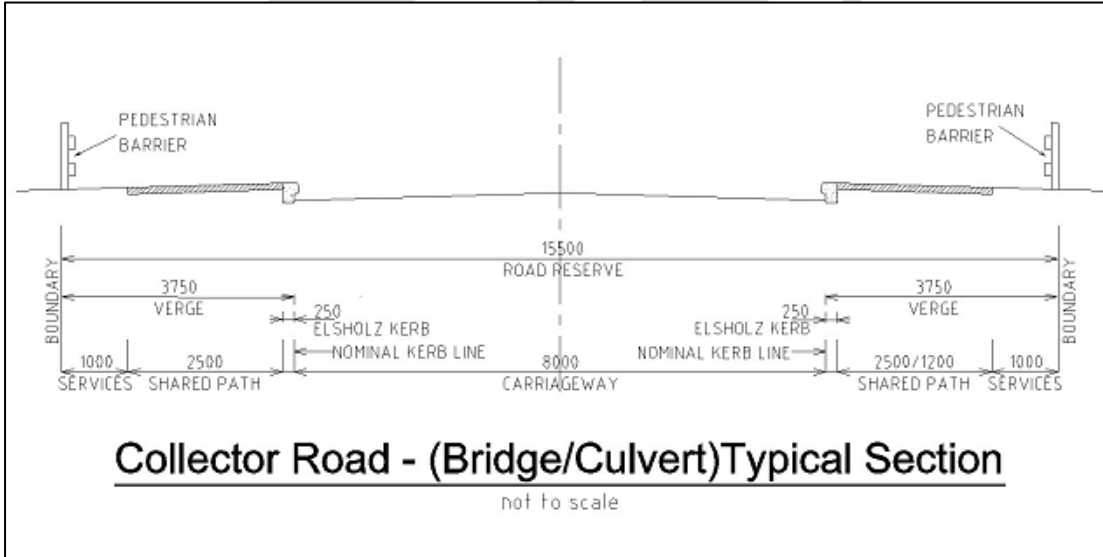 PEDESTRIAN
BARRIER
PEDESTRIAN
BARRIER
15500
ROAD RESERVE
BOUNDARY
BOUNDARY
3750
VERGE
3750
VERGE
250
ELSHOLZ KERB
250
ELSHOLZ KERB
NOMINAL KERB LINE
NOMINAL KERB LINE
1000
SERVICES
2500
SHARED PATH
8000
CARRIAGEWAY
2500/1200
SHARED PATH
1000
SERVICES
Collector Road - (Bridge/Culvert)Typical Section
not to scale